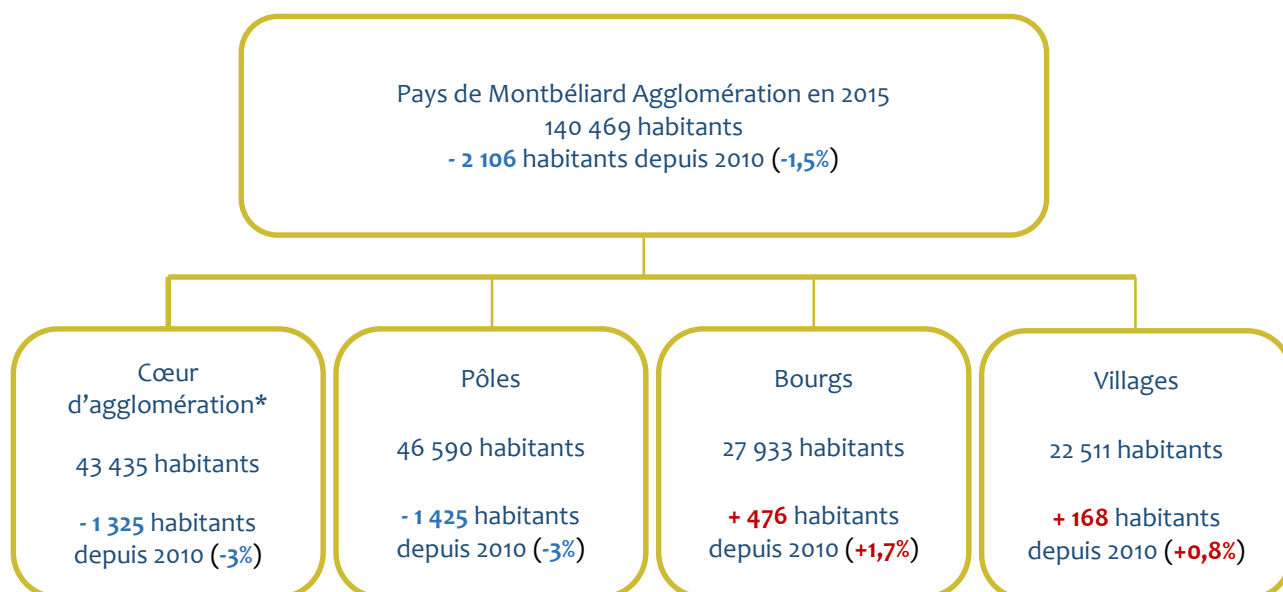 Pays de Montbéliard Agglomération en 2015
140 469 habitants
- 2 106 habitants depuis 2010 (-1,5%)
Cœur
d'agglomération*
43 435 habitants
- 1 325 habitants
depuis 2010 (-3%)
Pôles
46 590 habitants
- 1 425 habitants
depuis 2010 (-3%)
Bourgs
27 933 habitants
+ 476 habitants
depuis 2010 (+1,7%)
Villages
22 511 habitants
+ 168 habitants
depuis 2010 (+0,8%)